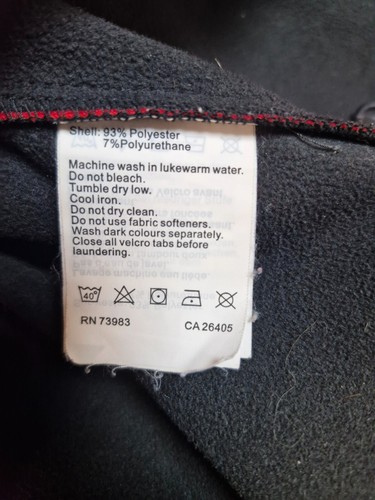 Shell: 93% Polyester
7%Polyurethane
Machine wash in lukewarm water.
Do not bleach.
Tumble dry low.
Cool iron.
Do not dry clean.
Do not use fabric softeners.
Wash dark colours separately.
Close all velcro tabs before
laundering.
40°
RN 73983 CA 26405